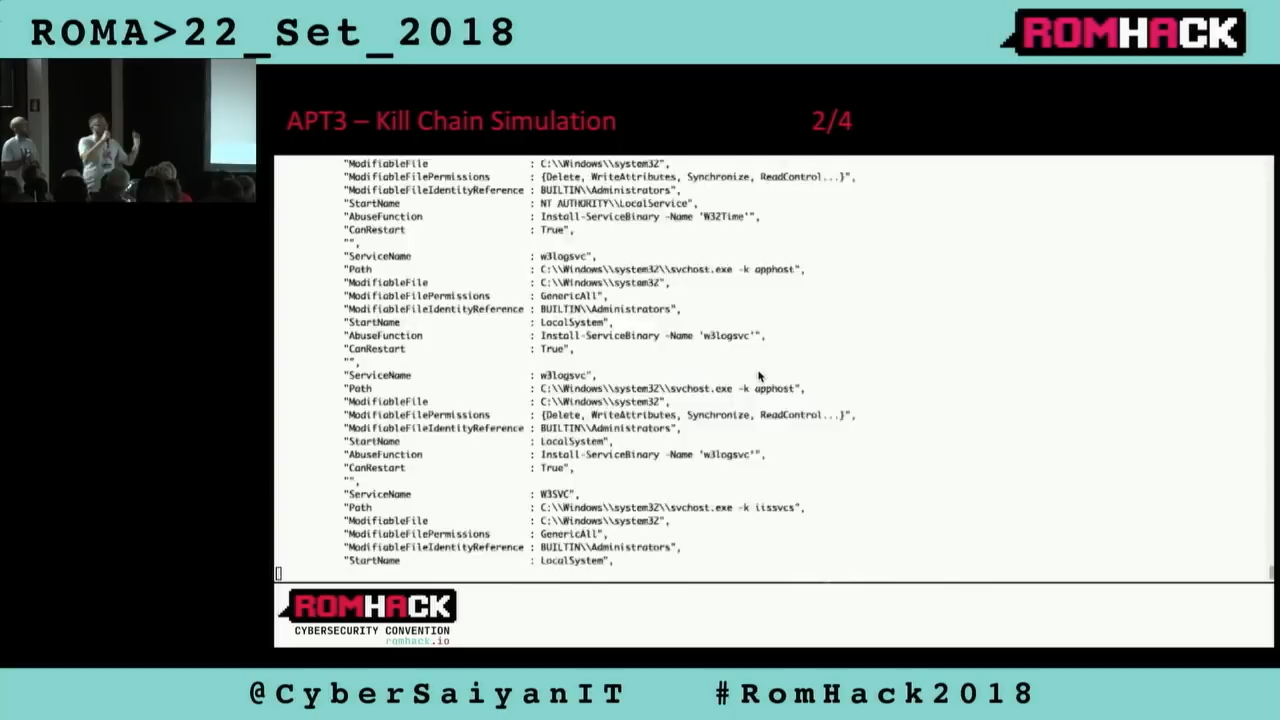 ROMA>22_Set_2018
ROMHACK
APT3 – Kill Chain Simulation 2/4
"ModifiableFile : C:\\Windows\\system32",
"ModifiableFilePermissions : {Delete, WriteAttributes, Synchronize, ReadControl...}",
"ModifiableFileIdentityReference : BUILTIN\\Administrators",
"StartName : NT AUTHORITY\\LocalService",
"AbuseFunction : Install-ServiceBinary -Name 'W32Time'",
"CanRestart : True",
"",
"ServiceName : w3logsvc",
"Path : C:\\Windows\\system32\\svchost.exe -k apphost",
"ModifiableFile : C:\\Windows\\system32",
"ModifiableFilePermissions : GenericAll",
"ModifiableFileIdentityReference : BUILTIN\\Administrators",
"StartName : LocalSystem",
"AbuseFunction : Install-ServiceBinary -Name 'w3logsvc'",
"CanRestart : True",
"",
"ServiceName : w3logsvc",
"Path : C:\\Windows\\system32\\svchost.exe -k apphost",
"ModifiableFile : C:\\Windows\\system32",
"ModifiableFilePermissions : {Delete, WriteAttributes, Synchronize, ReadControl...}",
"ModifiableFileIdentityReference : BUILTIN\\Administrators",
"StartName : LocalSystem",
"AbuseFunction : Install-ServiceBinary -Name 'w3logsvc'",
"CanRestart : True",
"",
"ServiceName : W3SVC",
"Path : C:\\Windows\\system32\\svchost.exe -k iissvcs",
"ModifiableFile : C:\\Windows\\system32",
"ModifiableFilePermissions : GenericAll",
"ModifiableFileIdentityReference : BUILTIN\\Administrators",
"StartName : LocalSystem",
ROMHACK
CYBERSECURITY CONVENTION
romhack.io
@CyberSaiyanIT #RomHack2018